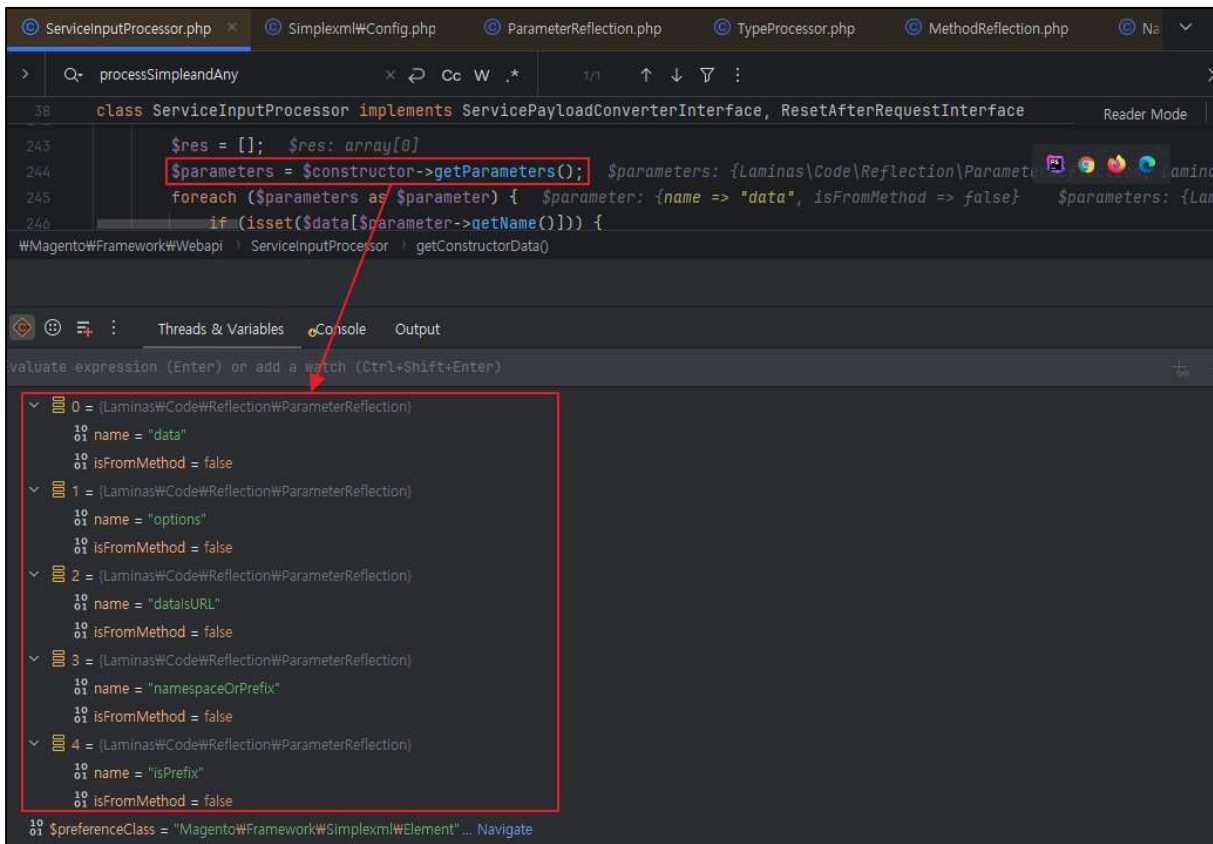 ServiceInputProcessor.php × Simplexml₩Config.php ParameterReflection.php TypeProcessor.php MethodReflection.php Na
processSimpleandAny × Cc W .* 1/1
38 class ServiceInputProcessor implements ServicePayloadConverterInterface, ResetAfterRequestInterface Reader Mode
243 $res = []; $res: array[0]
244 $parameters = $constructor->getParameters(); $parameters: {Laminas\Code\Reflection\Paramet
245 foreach ($parameters as $parameter) { $parameter: {name => "data", isFromMethod => false} $parameters: {Lam
246 if (isset($data[$parameter->getName()])) {
₩Magento₩Framework₩Webapi › ServiceInputProcessor › getConstructorData()
Threads & Variables Console Output
valuate expression (Enter) or add a watch (Ctrl+Shift+Enter)
0 = {Laminas₩Code₩Reflection₩ParameterReflection}
name = "data"
isFromMethod = false
1 = {Laminas₩Code₩Reflection₩ParameterReflection}
name = "options"
isFromMethod = false
2 = {Laminas₩Code₩Reflection₩ParameterReflection}
name = "dataIsURL"
isFromMethod = false
3 = {Laminas₩Code₩Reflection₩ParameterReflection}
name = "namespaceOrPrefix"
isFromMethod = false
4 = {Laminas₩Code₩Reflection₩ParameterReflection}
name = "isPrefix"
isFromMethod = false
$preferenceClass = "Magento₩Framework₩Simplexml₩Element"... Navigate